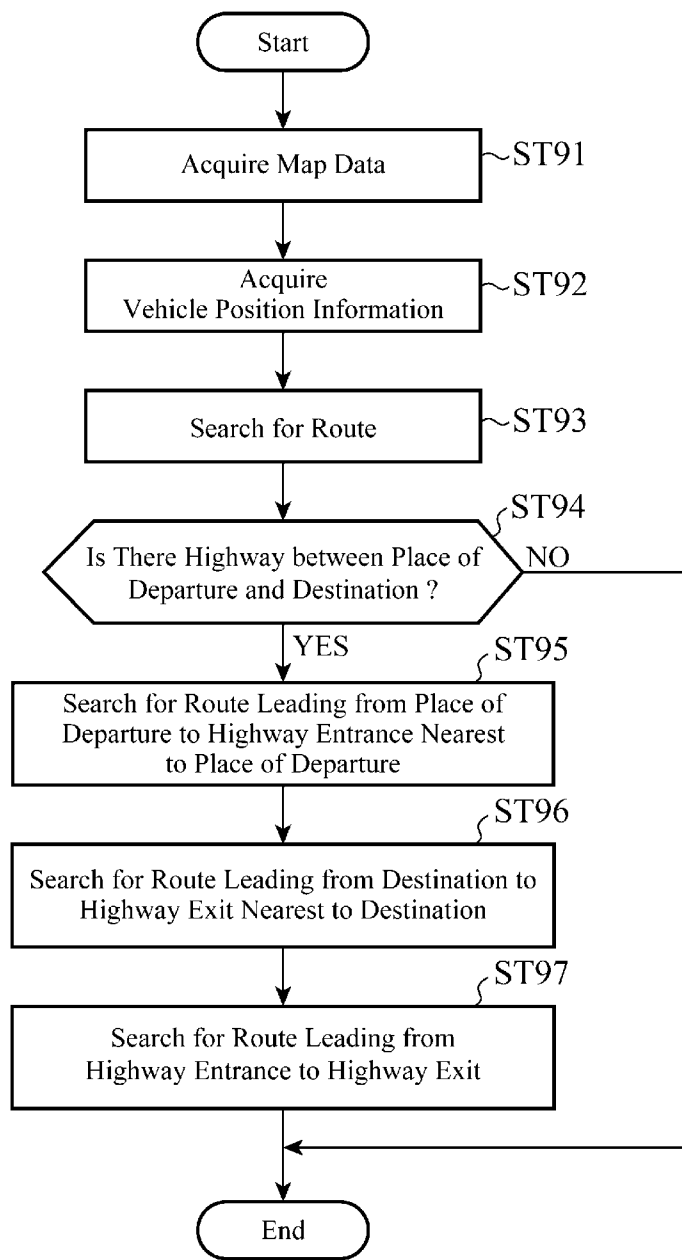 Start
Acquire Map Data
ST91
Acquire
Vehicle Position Information
ST92
Search for Route
ST93
ST94
Is There Highway between Place of
Departure and Destination ?
NO
YES
ST95
Search for Route Leading from Place of
Departure to Highway Entrance Nearest
to Place of Departure
ST96
Search for Route Leading from Destination to
Highway Exit Nearest to Destination
ST97
Search for Route Leading from
Highway Entrance to Highway Exit
End